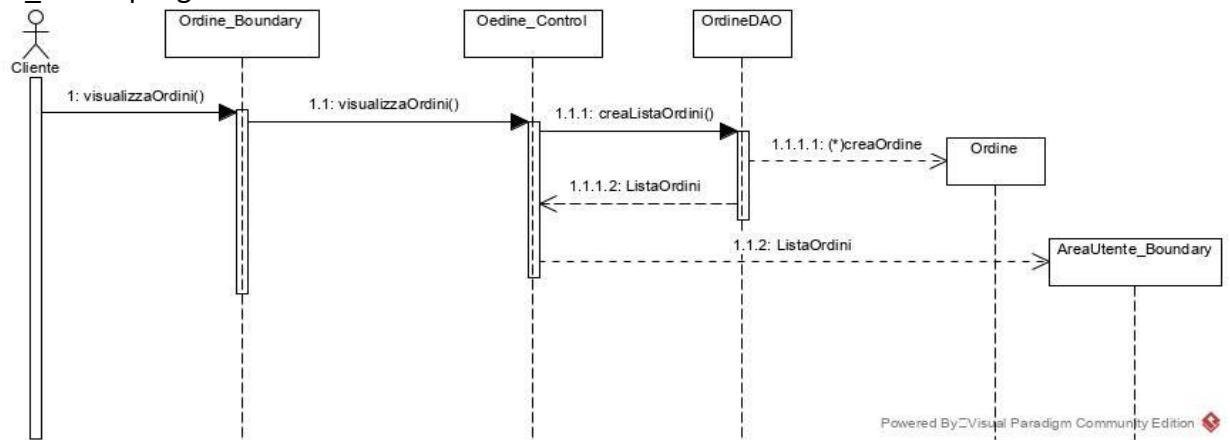 Ordine_Boundary
Oedine_Control
OrdineDAO
Cliente
1: visualizzaOrdini()
1.1: visualizzaOrdini()
1.1.1: creaListaOrdini()
1.1.1.1: (*)creaOrdine
Ordine
1.1.1.2: ListaOrdini
1.1.2: ListaOrdini
AreaUtente_Boundary
Powered By Visual Paradigm Community Edition